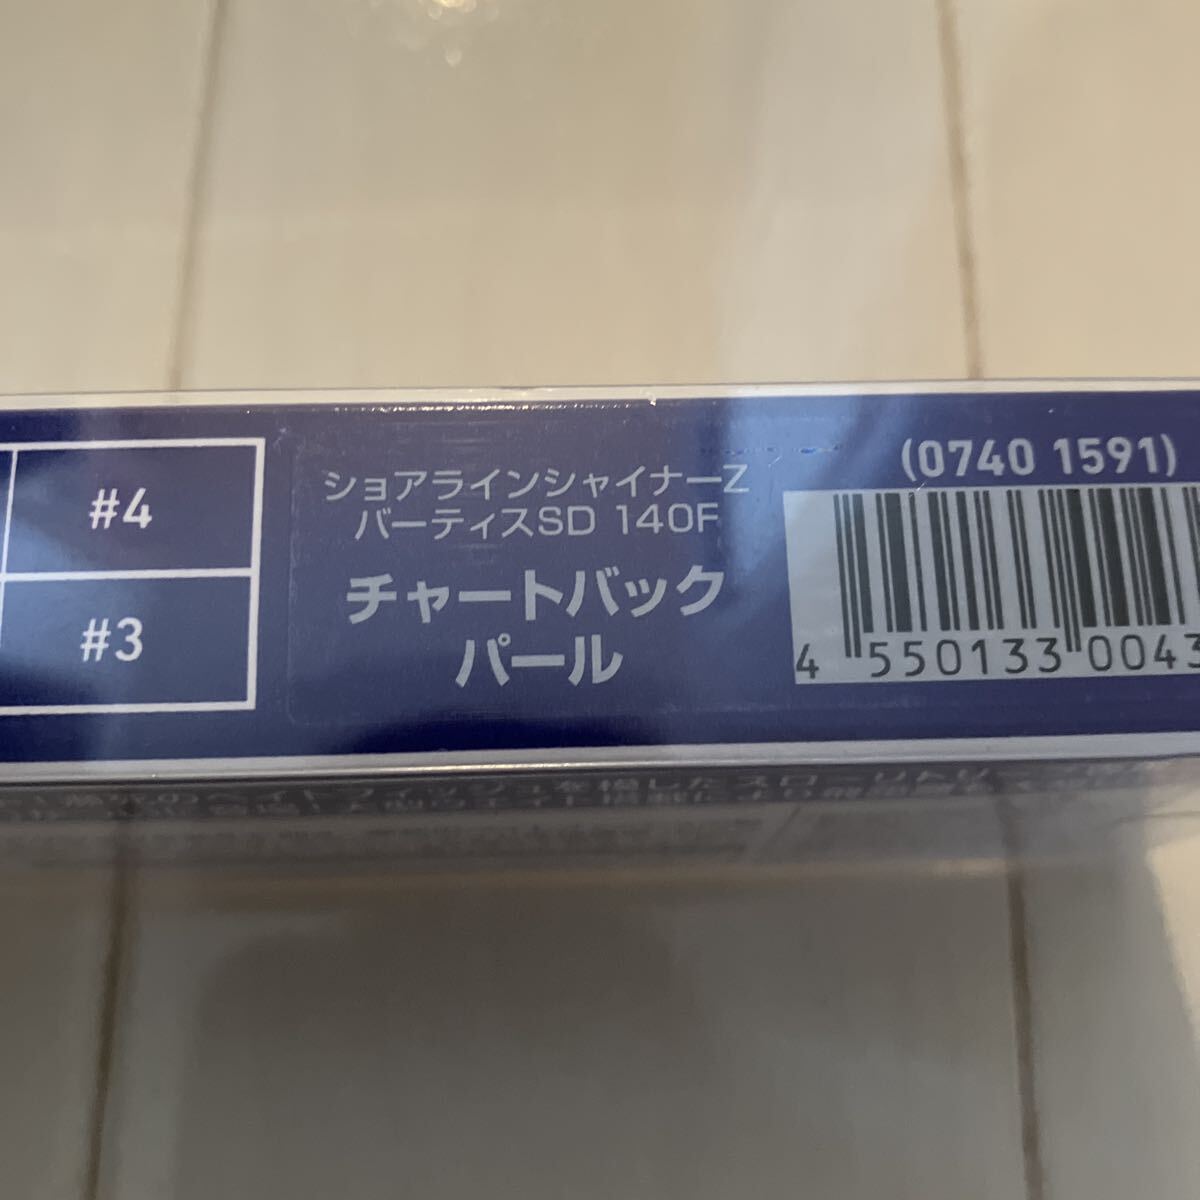 #4
#3
ショアラインシャイナーZ
バーティスSD 140F
チャートバック
パール
(0740 1591)
4 550133 0043